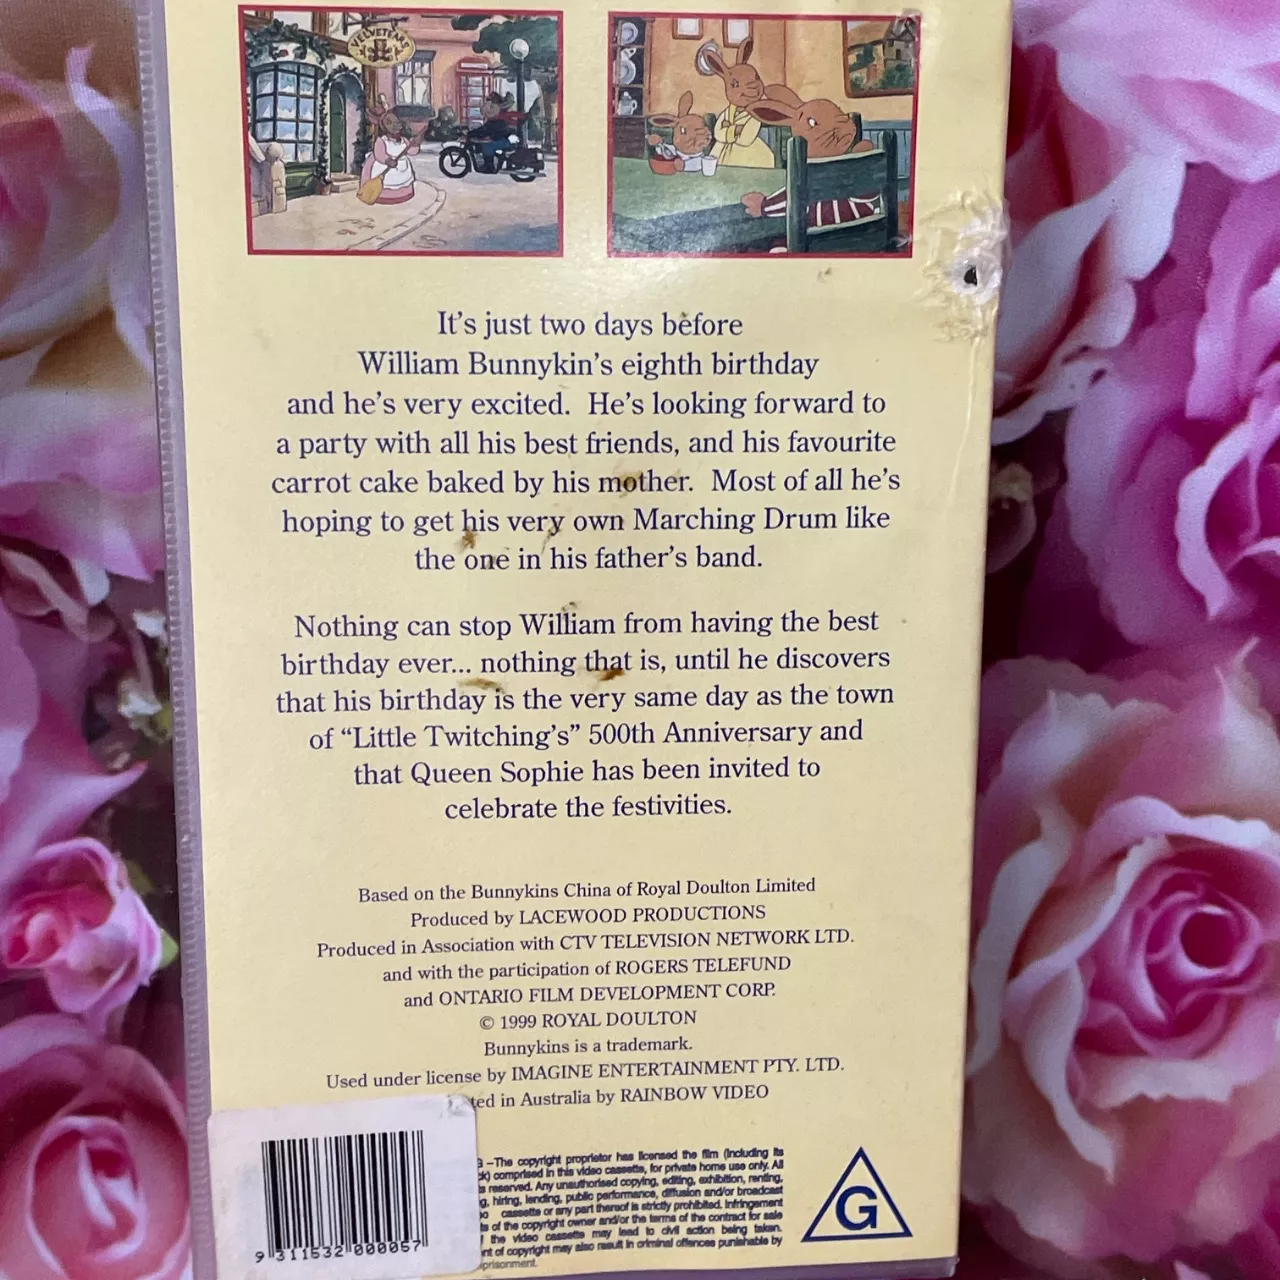 VELVETEARS
It's just two days before
William Bunnykin's eighth birthday
and he's very excited. He's looking forward to
a party with all his best friends, and his favourite
carrot cake baked by his mother. Most of all he's
hoping to get his very own Marching Drum like
the one in his father's band.
Nothing can stop William from having the best
birthday ever... nothing that is, until he discovers
that his birthday is the very same day as the town
of “Little Twitching's” 500th Anniversary and
that Queen Sophie has been invited to
celebrate the festivities.
Based on the Bunnykins China of Royal Doulton Limited
Produced by LACEWOOD PRODUCTIONS
Produced in Association with CTV TELEVISION NETWORK LTD.
and with the participation of ROGERS TELEFUND
and ONTARIO FILM DEVELOPMENT CORP.
© 1999 ROYAL DOULTON
Bunnykins is a trademark.
Used under license by IMAGINE ENTERTAINMENT PTY. LTD.
in Australia by RAINBOW VIDEO
–The copyright proprietor has licensed the film (including its
comprised in this video cassette, for private home use only. All
reserved. Any unauthorised copying, editing, exhibition, renting,
hiring, lending, public performance, diffusion and/or broadcast
cassette or any part thereof is strictly prohibited. Infringement
of the copyright owner and/or the terms of the contract for sale
the video cassette may lead to civil action being taken.
of copyright may also result in criminal offences punishable by
9 311532 000057
G